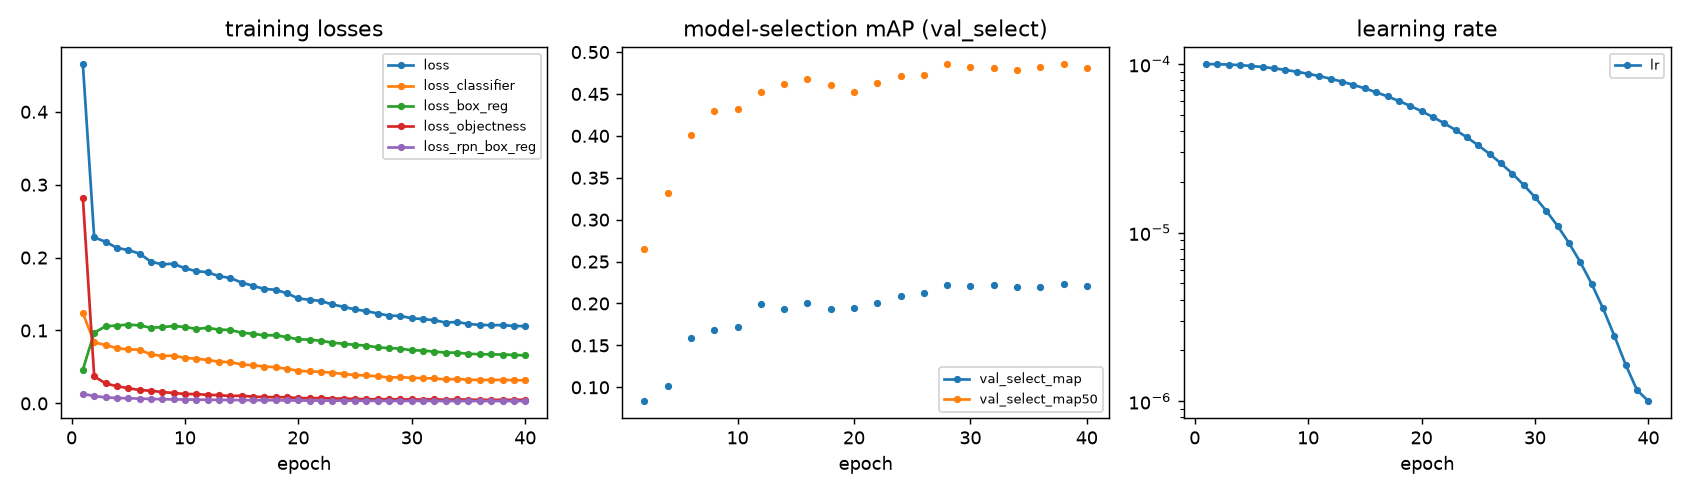 training losses
loss
loss_classifier
loss_box_reg
loss_objectness
loss_rpn_box_reg
0.4
0.3
0.2
0.1
0.0
0
10
20
30
40
epoch
model-selection mAP (val_select)
0.50
0.45
0.40
0.35
0.30
0.25
0.20
0.15
0.10
val_select_map
val_select_map50
10
20
30
40
epoch
learning rate
lr
10⁻⁴
10⁻⁵
10⁻⁶
0
10
20
30
40
epoch